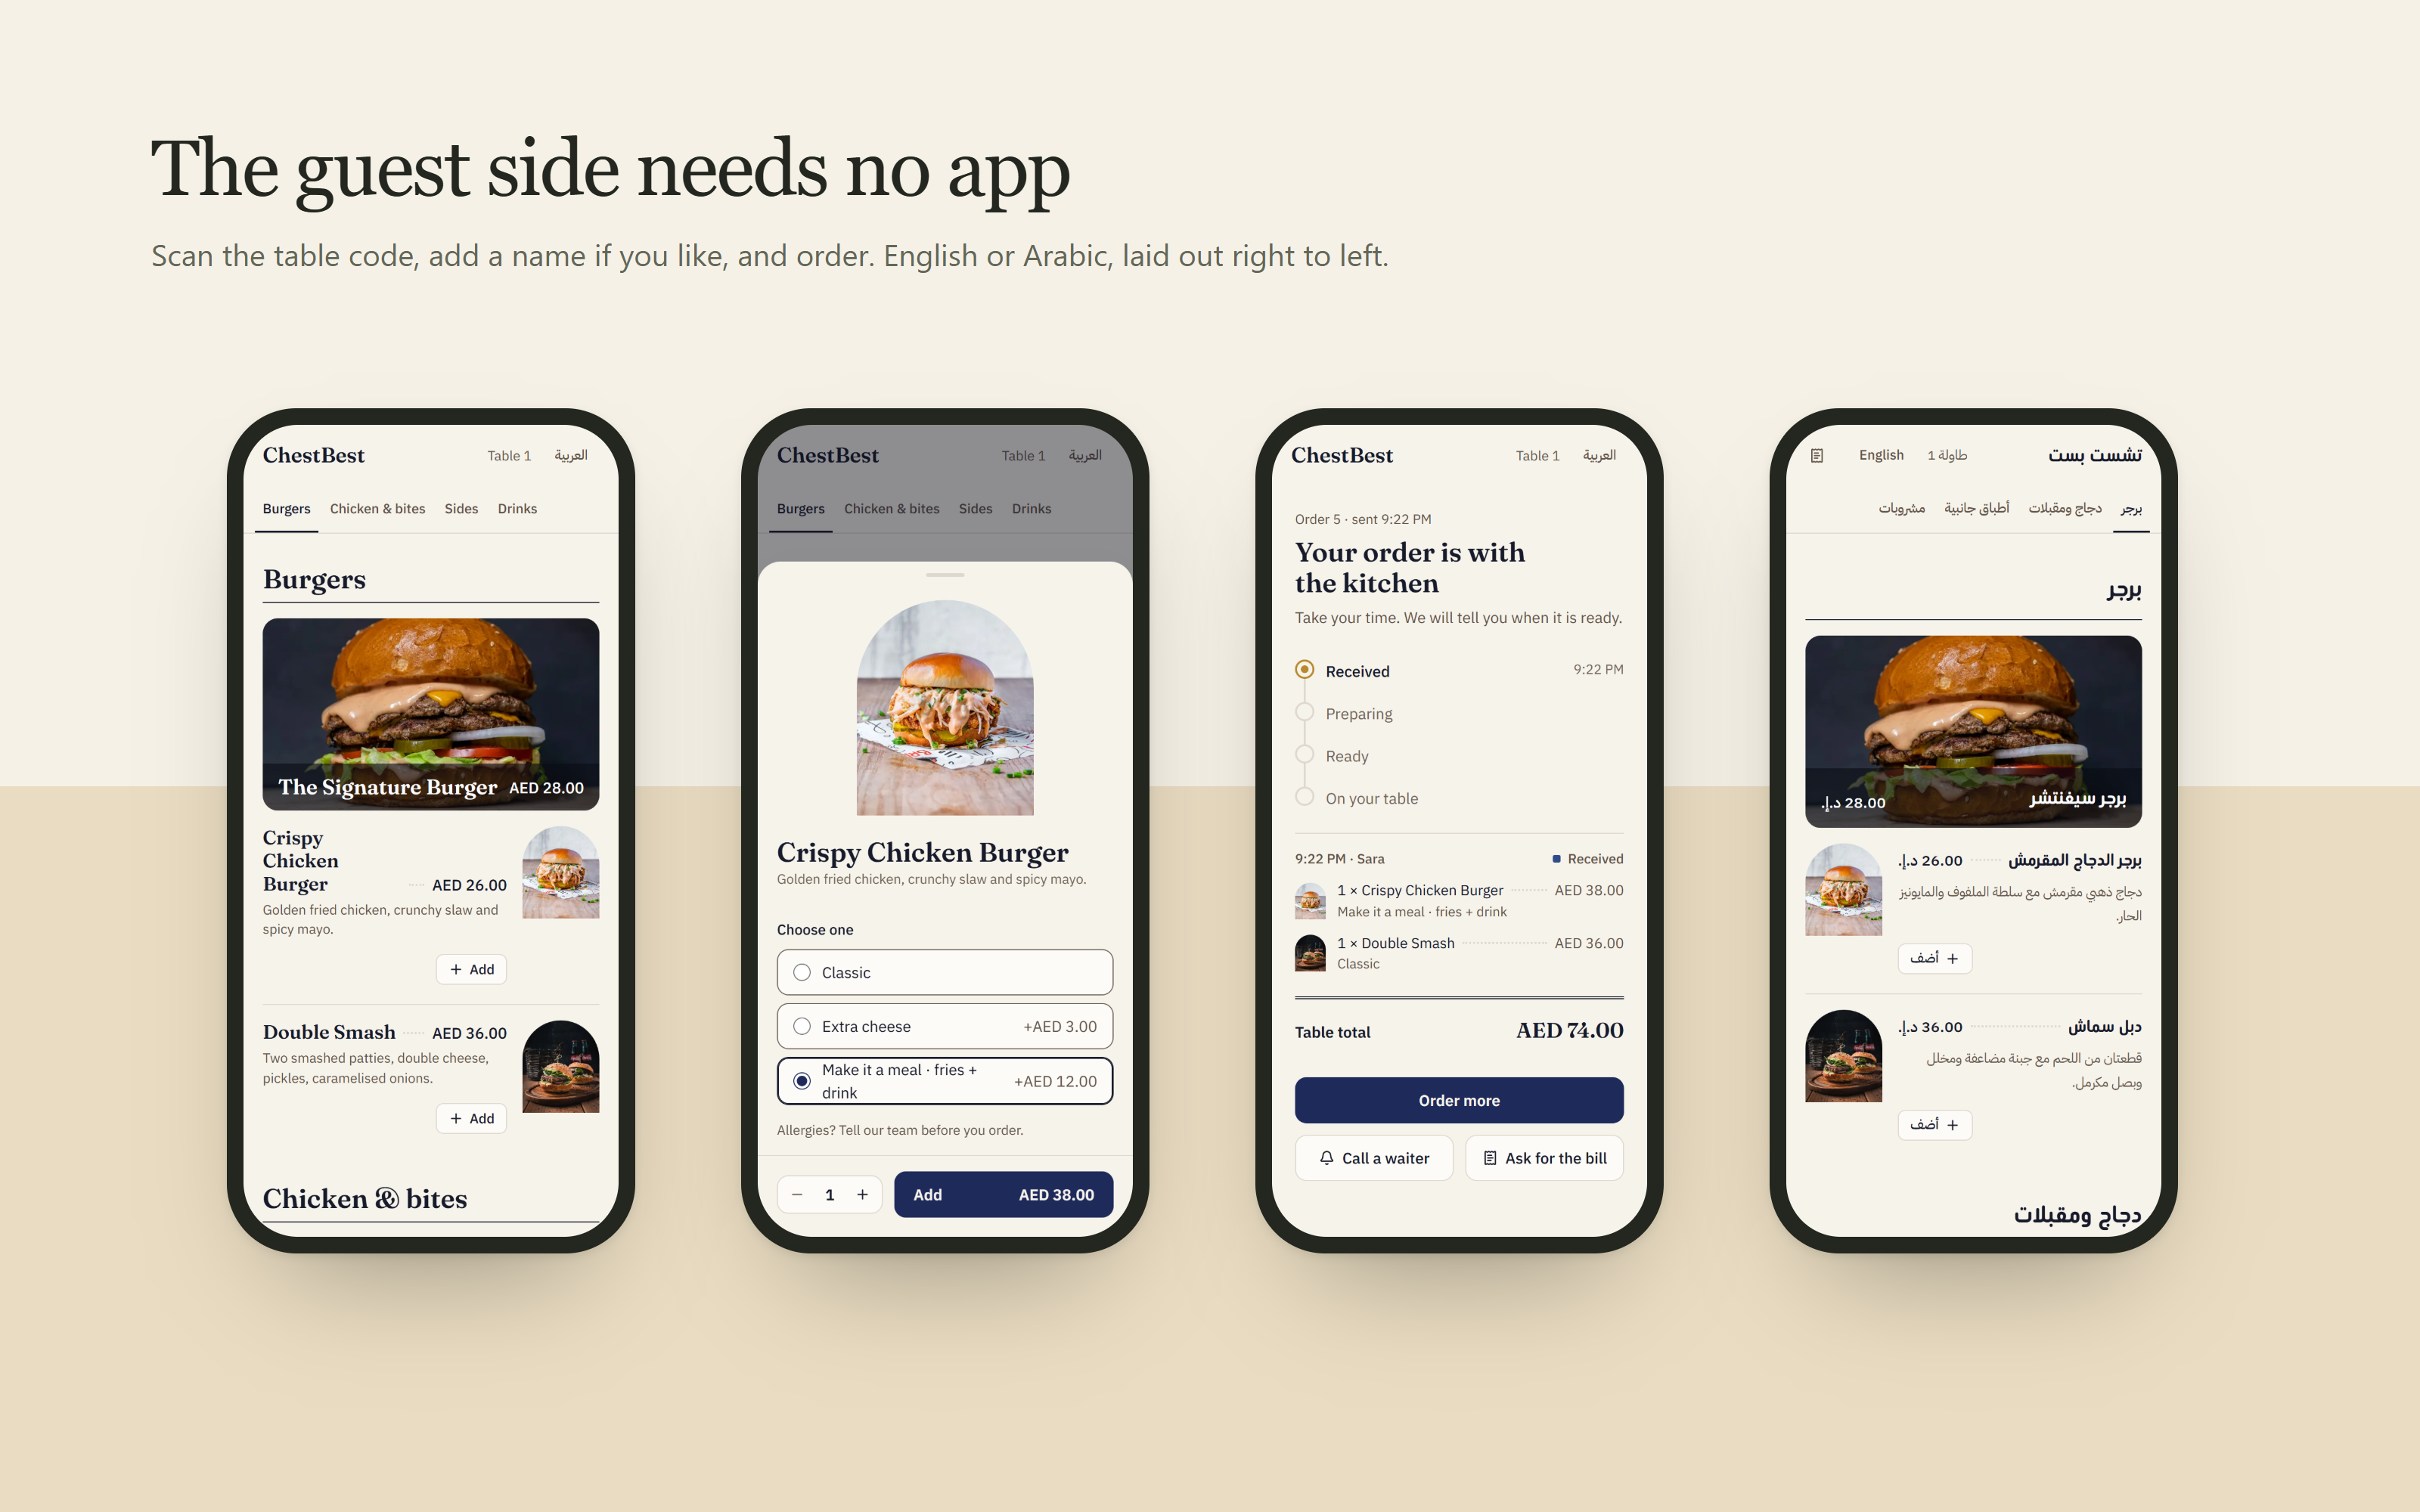 The guest side needs no app
Scan the table code, add a name if you like, and order. English or Arabic, laid out right to left.
ChestBest
Table 1
العربية
Burgers
Chicken & bites
Sides
Drinks
Burgers
The Signature Burger
AED 28.00
Crispy
Chicken
Burger
AED 26.00
Golden fried chicken, crunchy slaw and
spicy mayo.
+ Add
Double Smash
AED 36.00
Two smashed patties, double cheese,
pickles, caramelised onions.
+ Add
Chicken & bites
ChestBest
Table 1
العربية
Burgers
Chicken & bites
Sides
Drinks
Crispy Chicken Burger
Golden fried chicken, crunchy slaw and spicy mayo.
Choose one
Classic
Extra cheese
+AED 3.00
Make it a meal · fries +
drink
+AED 12.00
Allergies? Tell our team before you order.
− 1 +
Add
AED 38.00
ChestBest
Table 1
العربية
Order 5 · sent 9:22 PM
Your order is with
the kitchen
Take your time. We will tell you when it is ready.
Received
9:22 PM
Preparing
Ready
On your table
9:22 PM · Sara
Received
1 × Crispy Chicken Burger
AED 38.00
Make it a meal · fries + drink
1 × Double Smash
AED 36.00
Classic
Table total
AED 74.00
Order more
Call a waiter
Ask for the bill
تشست بست
طاولة 1
English
برجر
دجاج ومقبلات
أطباق جانبية
مشروبات
برجر
برجر سيفنتشر
28.00 د.إ.
برجر الدجاج المقرمش
26.00 د.إ.
دجاج ذهبي مقرمش مع سلطة الملفوف والمايونيز
الحار.
+ أضف
دبل سماش
36.00 د.إ.
قطعتان من اللحم مع جبنة مضاعفة ومخلل
وبصل مكرمل.
+ أضف
دجاج ومقبلات